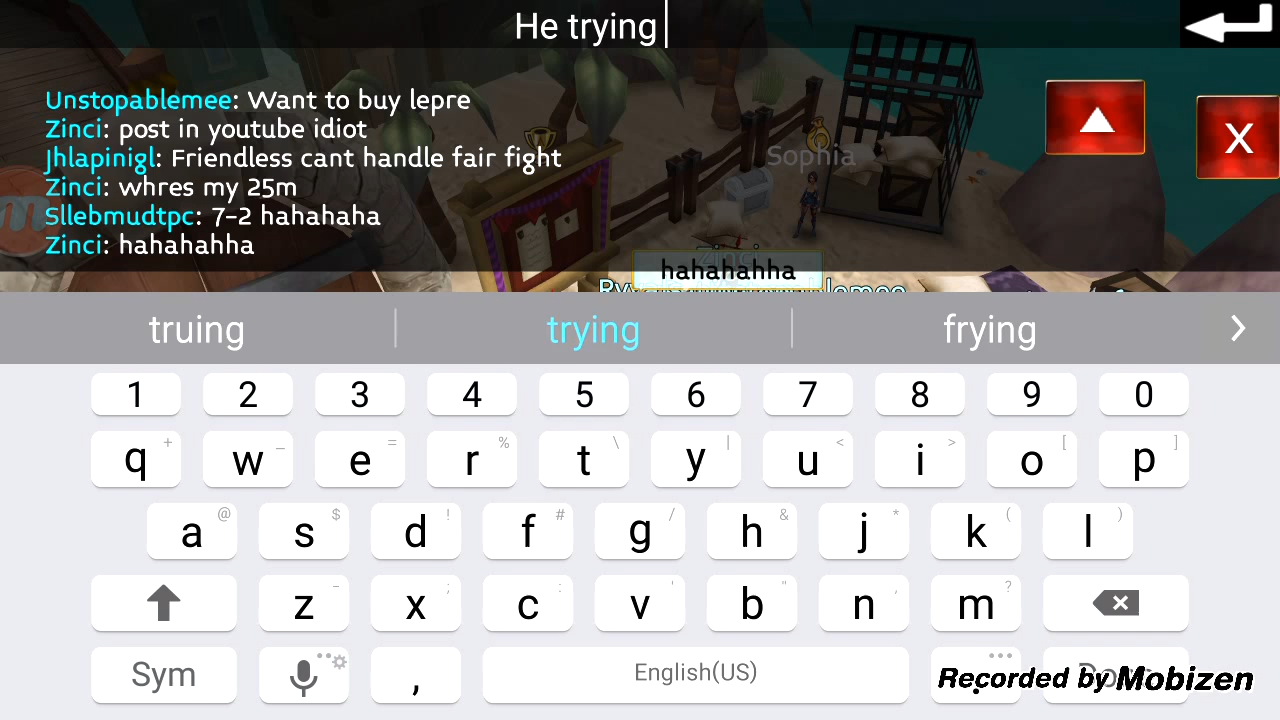 He trying
Unstopablemee: Want to buy lepre
Zinci: post in youtube idiot
Jhlapinigl: Friendless cant handle fair fight
Zinci: whres my 25m
Sllebmudtpc: 7-2 hahahaha
Zinci: hahahahha
X
Sophia
Zinci
hahahahha
truing trying frying
1 2 3 4 5 6 7 8 9 0
q + w _ e = r % t \ y | u < i > o [ p ]
a @ s $ d ! f # g / h & j * k ( l )
z - x ; c : v ' b " n , m ?
Sym , English(US) . Done
Recorded by Mobizen